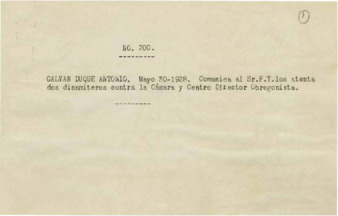 1
NO. 200.
GALVAN DUQUE ANTONIO. Mayo 30-1928. Comunica al Sr.F.T.los atenta
dos dinamiteros contra la Cámara y Centro Director Obregonista.